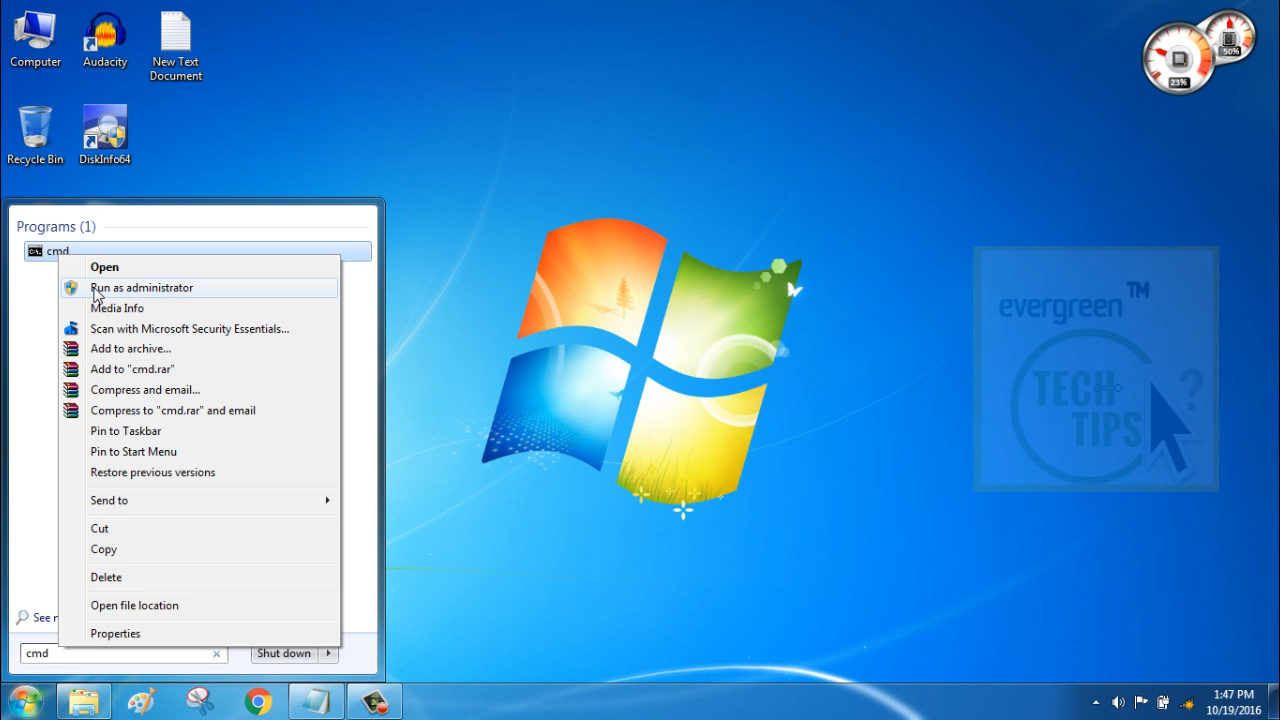 Computer
Audacity
New Text
Document
Recycle Bin
DiskInfo64
23%
50%
Programs (1)
cmd
Open
Run as administrator
Media Info
Scan with Microsoft Security Essentials...
Add to archive...
Add to "cmd.rar"
Compress and email...
Compress to "cmd.rar" and email
Pin to Taskbar
Pin to Start Menu
Restore previous versions
Send to
Cut
Copy
Delete
Open file location
Properties
See
cmd
Shut down
evergreen™
TECH
TIPS
?
1:47 PM
10/19/2016